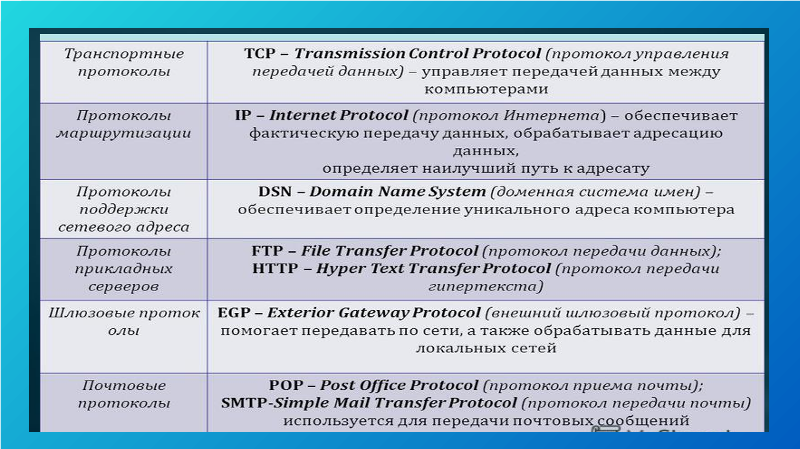 Транспортные
протоколы
TCP – Transmission Control Protocol (протокол управления
передачей данных) – управляет передачей данных между
компьютерами
Протоколы
маршрутизации
IP – Internet Protocol (протокол Интернета) – обеспечивает
фактическую передачу данных, обрабатывает адресацию
данных,
определяет наилучший путь к адресату
Протоколы
поддержки
сетевого адреса
DSN – Domain Name System (доменная система имен) –
обеспечивает определение уникального адреса компьютера
Протоколы
прикладных
серверов
FTP – File Transfer Protocol (протокол передачи данных);
HTTP – Hyper Text Transfer Protocol (протокол передачи
гипертекста)
Шлюзовые проток
олы
EGP – Exterior Gateway Protocol (внешний шлюзовый протокол) –
помогает передавать по сети, а также обрабатывать данные для
локальных сетей
Почтовые
протоколы
POP – Post Office Protocol (протокол приема почты);
SMTP-Simple Mail Transfer Protocol (протокол передачи почты)
используется для передачи почтовых сообщений